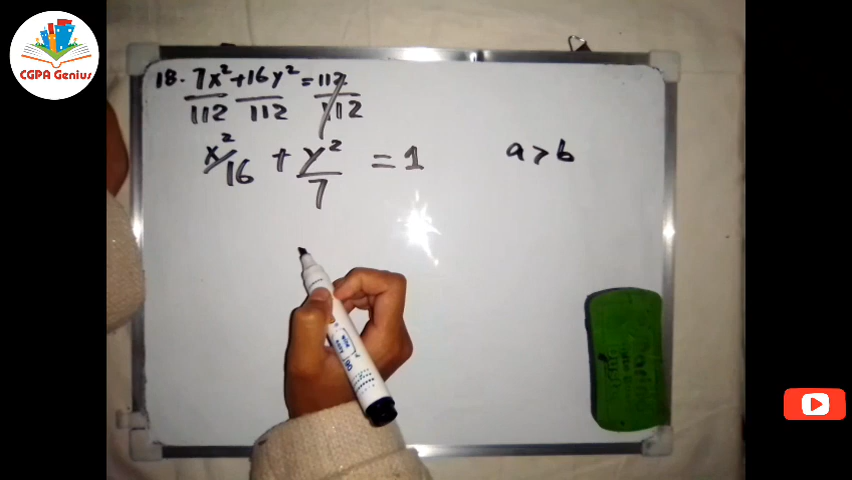 CGPA Genius
18. 7x²/112 + 16y²/112 = 112/112
x²/16 + y²/7 = 1
a > b